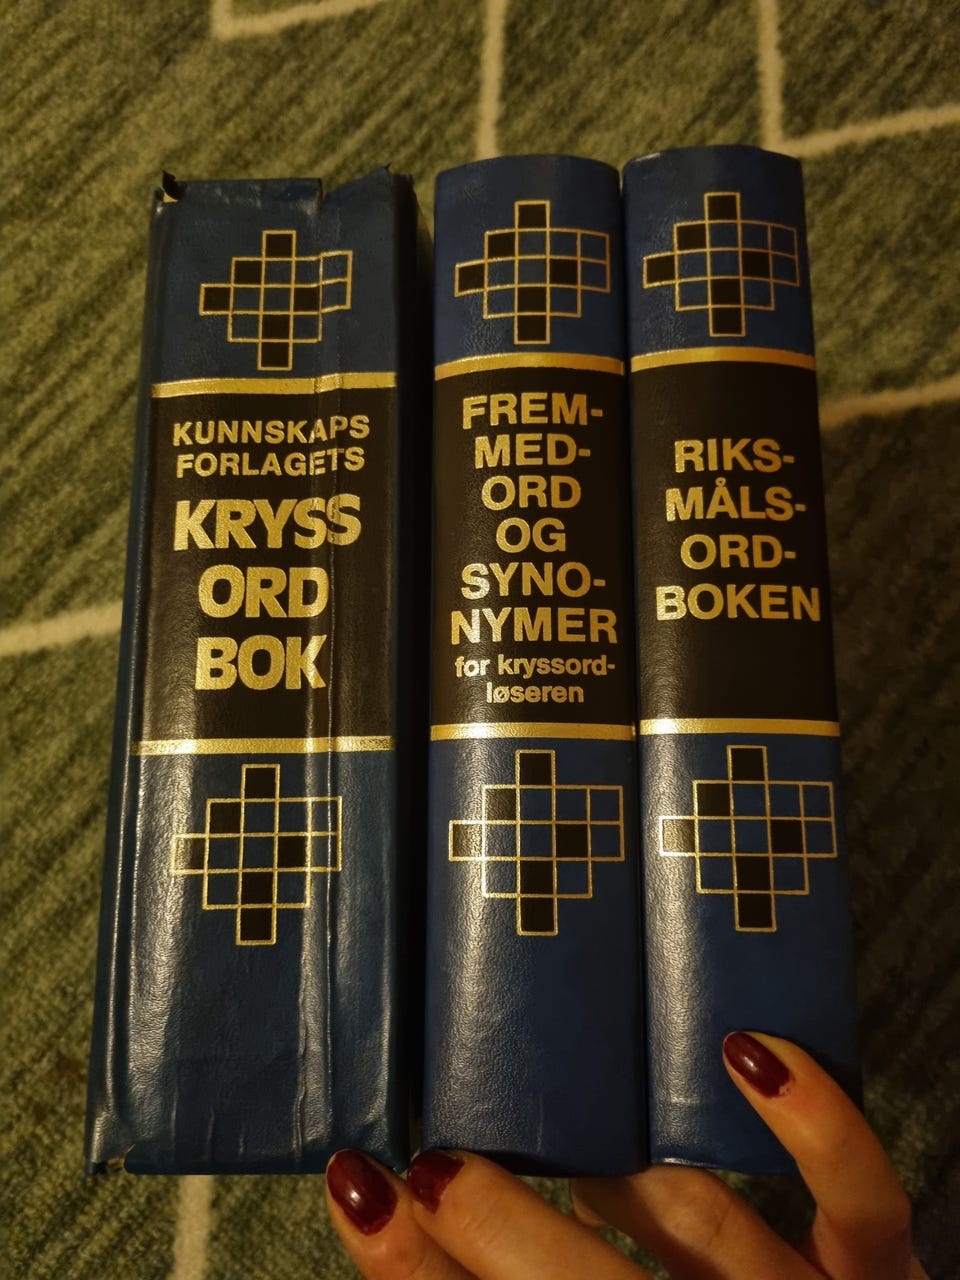 KUNNSKAPS
FORLAGETS
KRYSS
ORD
BOK
FREM-
MED-
ORD
OG
SYNO-
NYMER
for kryssord-
løseren
RIKS-
MÅLS-
ORD-
BOKEN